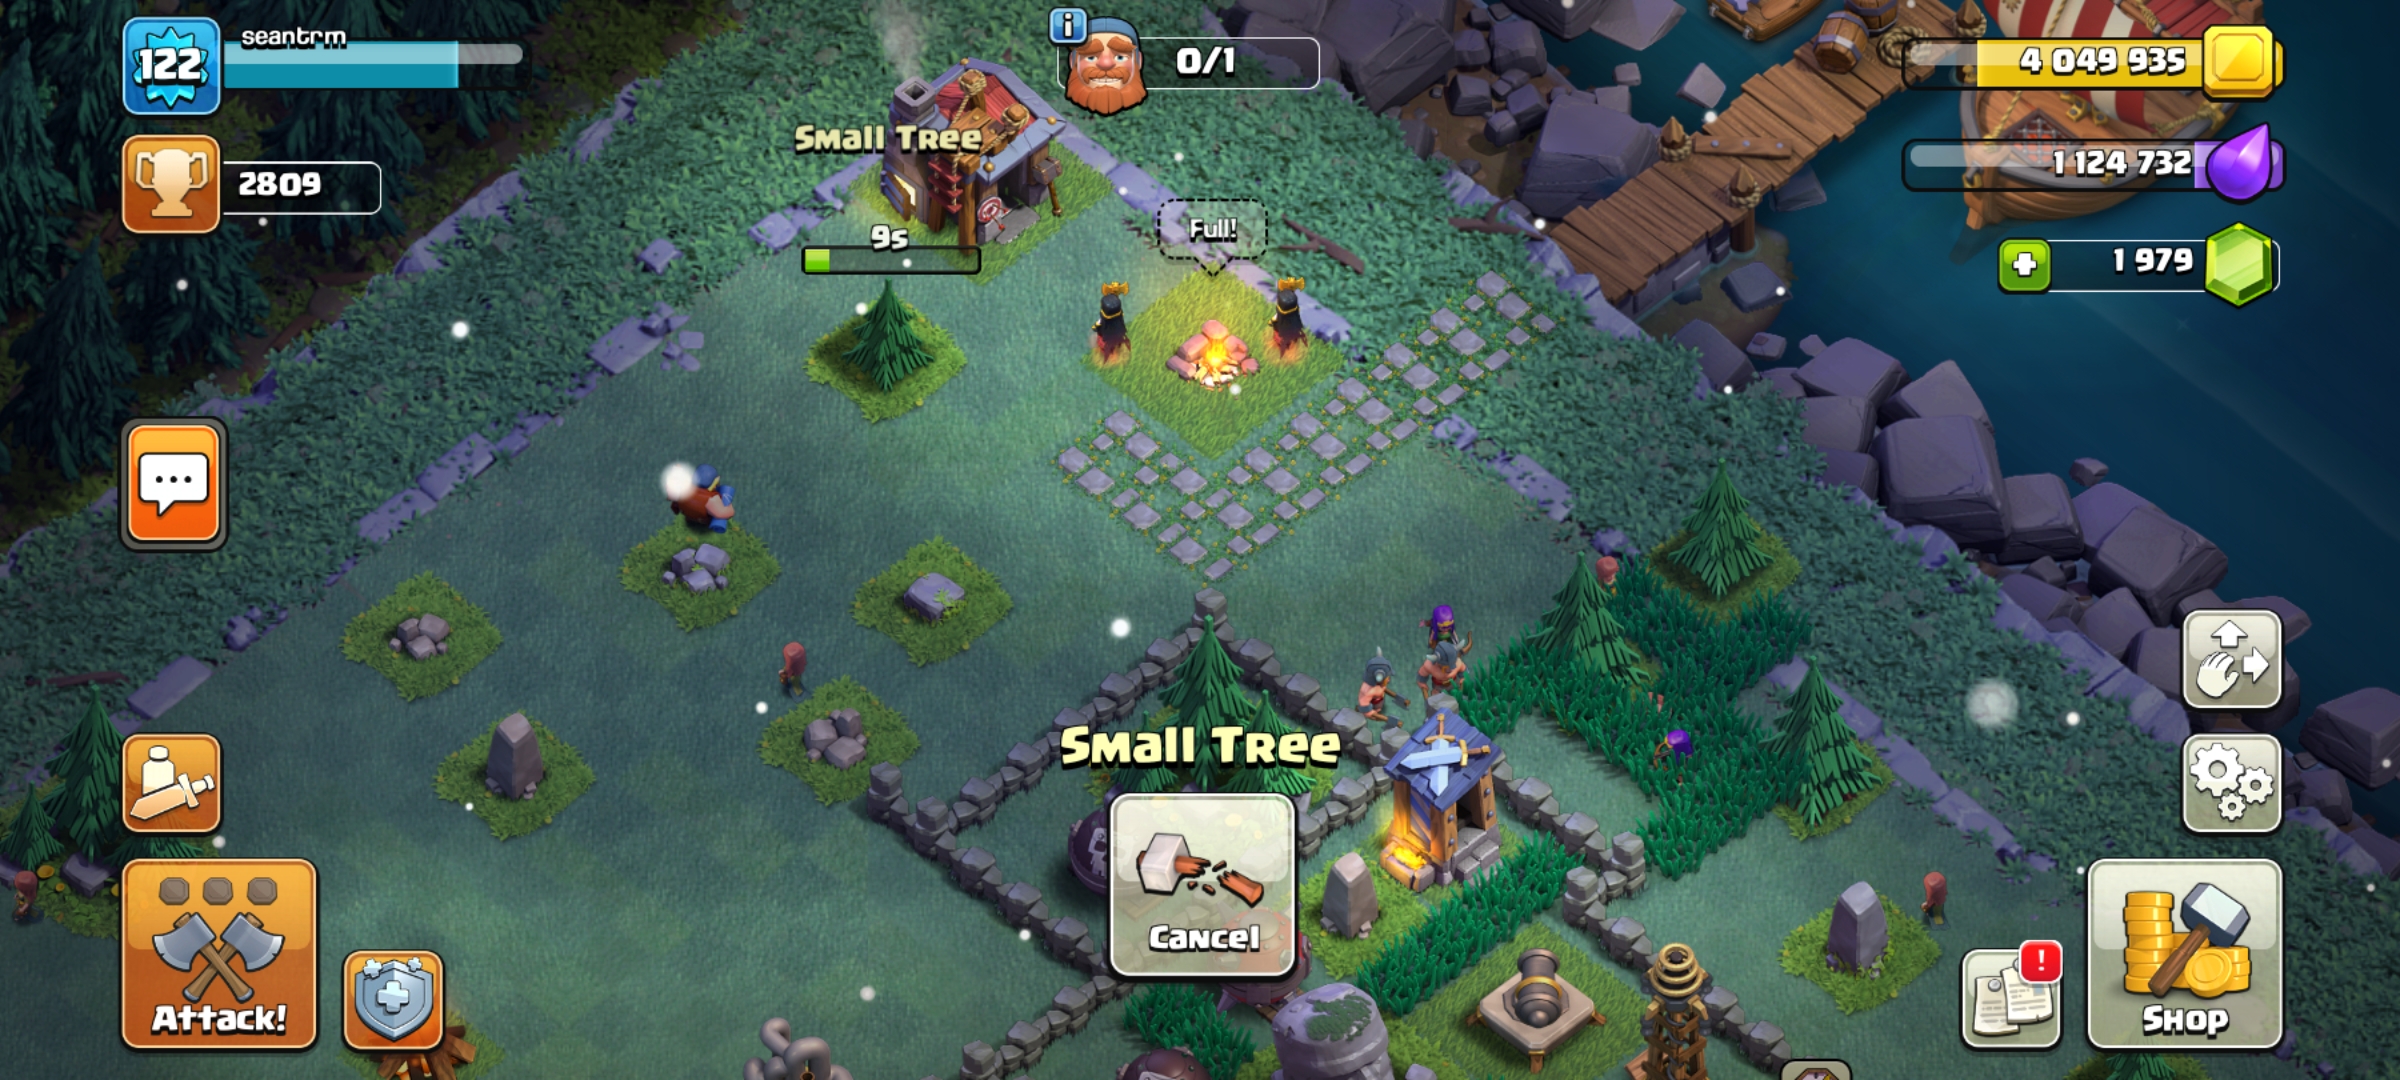 122
seantrm
0/1
4 049 935
Small Tree
1 124 732
2809
9s
Full!
1 979
Small Tree
Cancel
Attack!
Shop